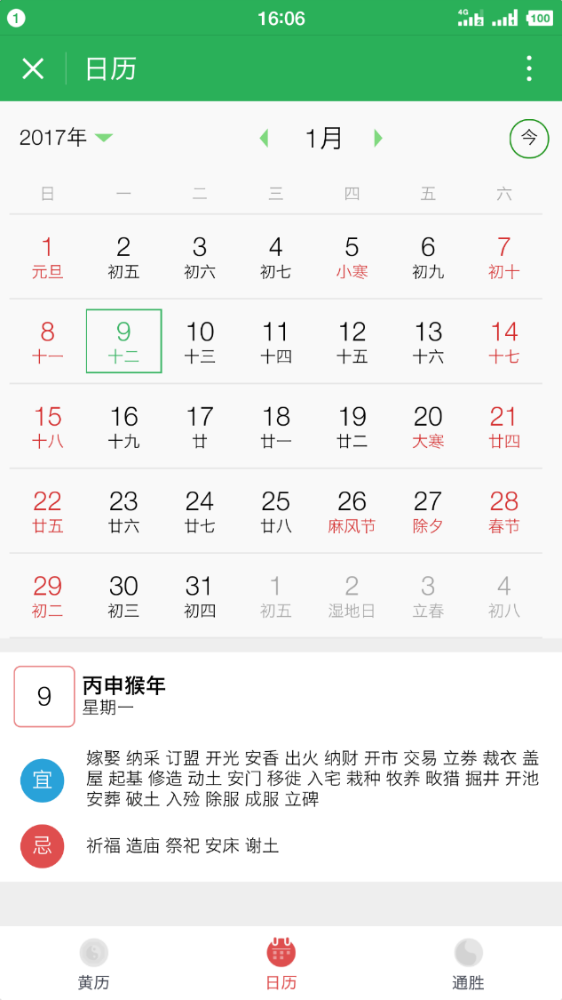 1 16:06 4G 2 1 100
日历
2017年 1月 今
日 一 二 三 四 五 六
1 2 3 4 5 6 7
元旦 初五 初六 初七 小寒 初九 初十
8 9 10 11 12 13 14
十一 十二 十三 十四 十五 十六 十七
15 16 17 18 19 20 21
十八 十九 廿 廿一 廿二 大寒 廿四
22 23 24 25 26 27 28
廿五 廿六 廿七 廿八 麻风节 除夕 春节
29 30 31 1 2 3 4
初二 初三 初四 初五 湿地日 立春 初八
9 丙申猴年
星期一
宜
嫁娶 纳采 订盟 开光 安香 出火 纳财 开市 交易 立券 裁衣 盖
屋 起基 修造 动土 安门 移徙 入宅 栽种 牧养 畋猎 掘井 开池
安葬 破土 入殓 除服 成服 立碑
忌 祈福 造庙 祭祀 安床 谢土
黄历 日历 通胜